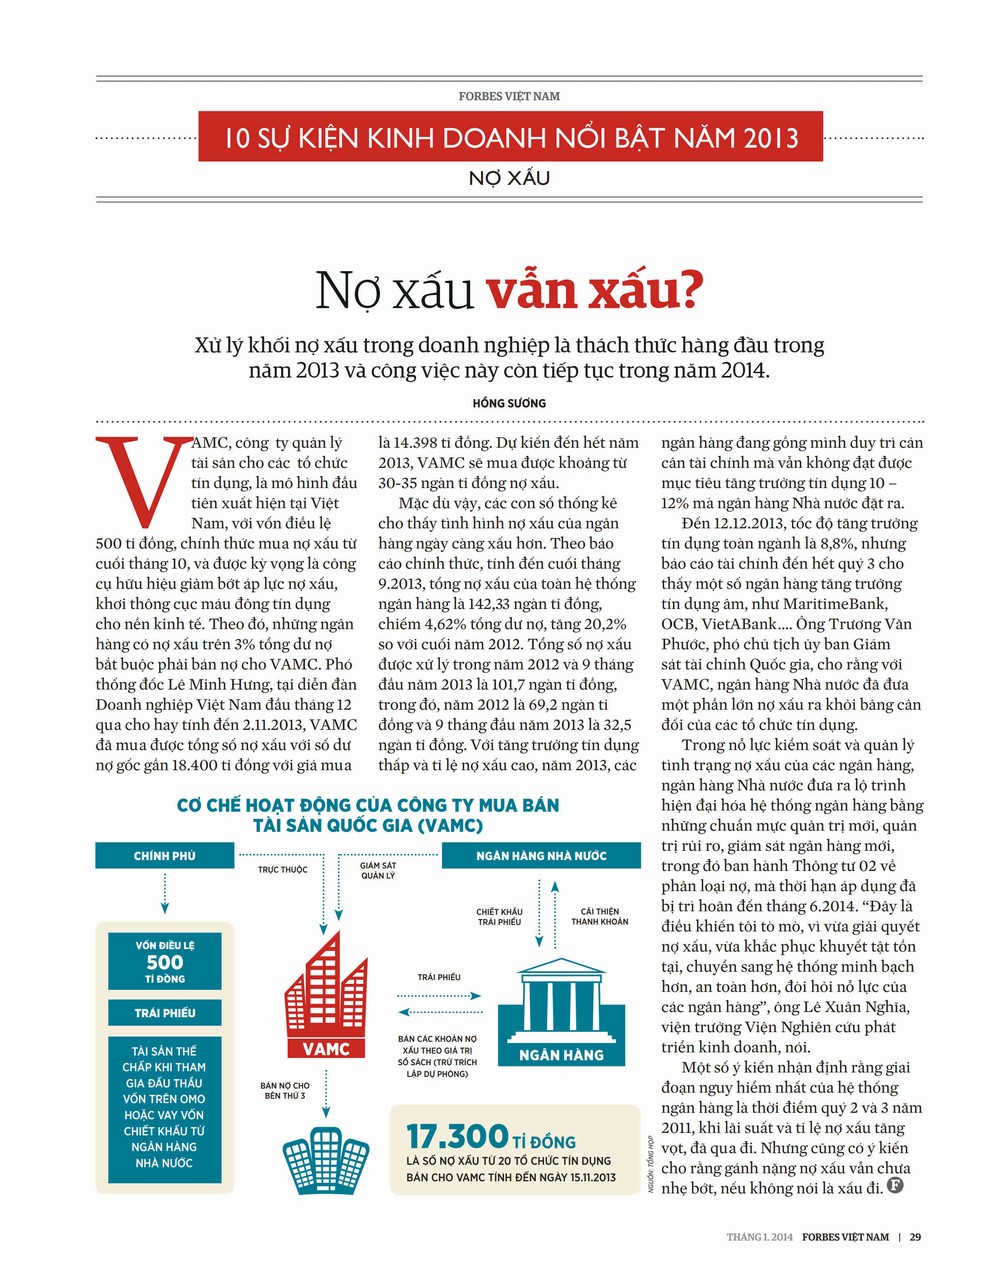 FORBES VIỆT NAM
10 SỰ KIỆN KINH DOANH NỔI BẬT NĂM 2013
NỢ XẤU
Nợ xấu vẫn xấu?
Xử lý khối nợ xấu trong doanh nghiệp là thách thức hàng đầu trong
năm 2013 và công việc này còn tiếp tục trong năm 2014.
HỒNG SƯƠNG
VAMC, công ty quản lý
tài sản cho các tổ chức
tín dụng, là mô hình đầu
tiên xuất hiện tại Việt
Nam, với vốn điều lệ
500 tỉ đồng, chính thức mua nợ xấu từ
cuối tháng 10, và được kỳ vọng là công
cụ hữu hiệu giảm bớt áp lực nợ xấu,
khơi thông cục máu đông tín dụng
cho nền kinh tế. Theo đó, những ngân
hàng có nợ xấu trên 3% tổng dư nợ
bắt buộc phải bán nợ cho VAMC. Phó
thống đốc Lê Minh Hưng, tại diễn đàn
Doanh nghiệp Việt Nam đầu tháng 12
qua cho hay tính đến 2.11.2013, VAMC
đã mua được tổng số nợ xấu với số dư
nợ gốc gần 18.400 tỉ đồng với giá mua
là 14.398 tỉ đồng. Dự kiến đến hết năm
2013, VAMC sẽ mua được khoảng từ
30-35 ngàn tỉ đồng nợ xấu.
Mặc dù vậy, các con số thống kê
cho thấy tình hình nợ xấu của ngân
hàng ngày càng xấu hơn. Theo báo
cáo chính thức, tính đến cuối tháng
9.2013, tổng nợ xấu của toàn hệ thống
ngân hàng là 142,33 ngàn tỉ đồng,
chiếm 4,62% tổng dư nợ, tăng 20,2%
so với cuối năm 2012. Tổng số nợ xấu
được xử lý trong năm 2012 và 9 tháng
đầu năm 2013 là 101,7 ngàn tỉ đồng,
trong đó, năm 2012 là 69,2 ngàn tỉ
đồng và 9 tháng đầu năm 2013 là 32,5
ngàn tỉ đồng. Với tăng trưởng tín dụng
thấp và tỉ lệ nợ xấu cao, năm 2013, các
ngân hàng đang gồng mình duy trì cán
cân tài chính mà vẫn không đạt được
mục tiêu tăng trưởng tín dụng 10 –
12% mà ngân hàng Nhà nước đặt ra.
Đến 12.12.2013, tốc độ tăng trưởng
tín dụng toàn ngành là 8,8%, nhưng
báo cáo tài chính đến hết quý 3 cho
thấy một số ngân hàng tăng trưởng
tín dụng âm, như MaritimeBank,
OCB, VietABank.... Ông Trương Văn
Phước, phó chủ tịch ủy ban Giám
sát tài chính Quốc gia, cho rằng với
VAMC, ngân hàng Nhà nước đã đưa
một phần lớn nợ xấu ra khỏi bảng cân
đối của các tổ chức tín dụng.
Trong nỗ lực kiểm soát và quản lý
tình trạng nợ xấu của các ngân hàng,
ngân hàng Nhà nước đưa ra lộ trình
hiện đại hóa hệ thống ngân hàng bằng
những chuẩn mực quản trị mới, quản
trị rủi ro, giám sát ngân hàng mới,
trong đó ban hành Thông tư 02 về
phân loại nợ, mà thời hạn áp dụng đã
bị trì hoãn đến tháng 6.2014. “Đây là
điều khiến tôi tò mò, vì vừa giải quyết
nợ xấu, vừa khắc phục khuyết tật tồn
tại, chuyển sang hệ thống minh bạch
hơn, an toàn hơn, đòi hỏi nỗ lực của
các ngân hàng”, ông Lê Xuân Nghĩa,
viện trưởng Viện Nghiên cứu phát
triển kinh doanh, nói.
Một số ý kiến nhận định rằng giai
đoạn nguy hiểm nhất của hệ thống
ngân hàng là thời điểm quý 2 và 3 năm
2011, khi lãi suất và tỉ lệ nợ xấu tăng
vọt, đã qua đi. Nhưng cũng có ý kiến
cho rằng gánh nặng nợ xấu vẫn chưa
nhẹ bớt, nếu không nói là xấu đi. F
CƠ CHẾ HOẠT ĐỘNG CỦA CÔNG TY MUA BÁN
TÀI SẢN QUỐC GIA (VAMC)
CHÍNH PHỦ
TRỰC THUỘC
GIÁM SÁT
QUẢN LÝ
NGÂN HÀNG NHÀ NƯỚC
CHIẾT KHẤU
TRÁI PHIẾU
CẢI THIỆN
THANH KHOẢN
VỐN ĐIỀU LỆ
500
TỈ ĐỒNG
TRÁI PHIẾU
TÀI SẢN THẾ
CHẤP KHI THAM
GIA ĐẤU THẦU
VỐN TRÊN OMO
HOẶC VAY VỐN
CHIẾT KHẤU TỪ
NGÂN HÀNG
NHÀ NƯỚC
VAMC
TRÁI PHIẾU
BÁN CÁC KHOẢN NỢ
XẤU THEO GIÁ TRỊ
SỔ SÁCH (TRỪ TRÍCH
LẬP DỰ PHÒNG)
NGÂN HÀNG
BÁN NỢ CHO
BÊN THỨ 3
17.300 TỈ ĐỒNG
LÀ SỐ NỢ XẤU TỪ 20 TỔ CHỨC TÍN DỤNG
BÁN CHO VAMC TÍNH ĐẾN NGÀY 15.11.2013
NGUỒN: TỔNG HỢP
THÁNG 1. 2014 FORBES VIỆT NAM | 29